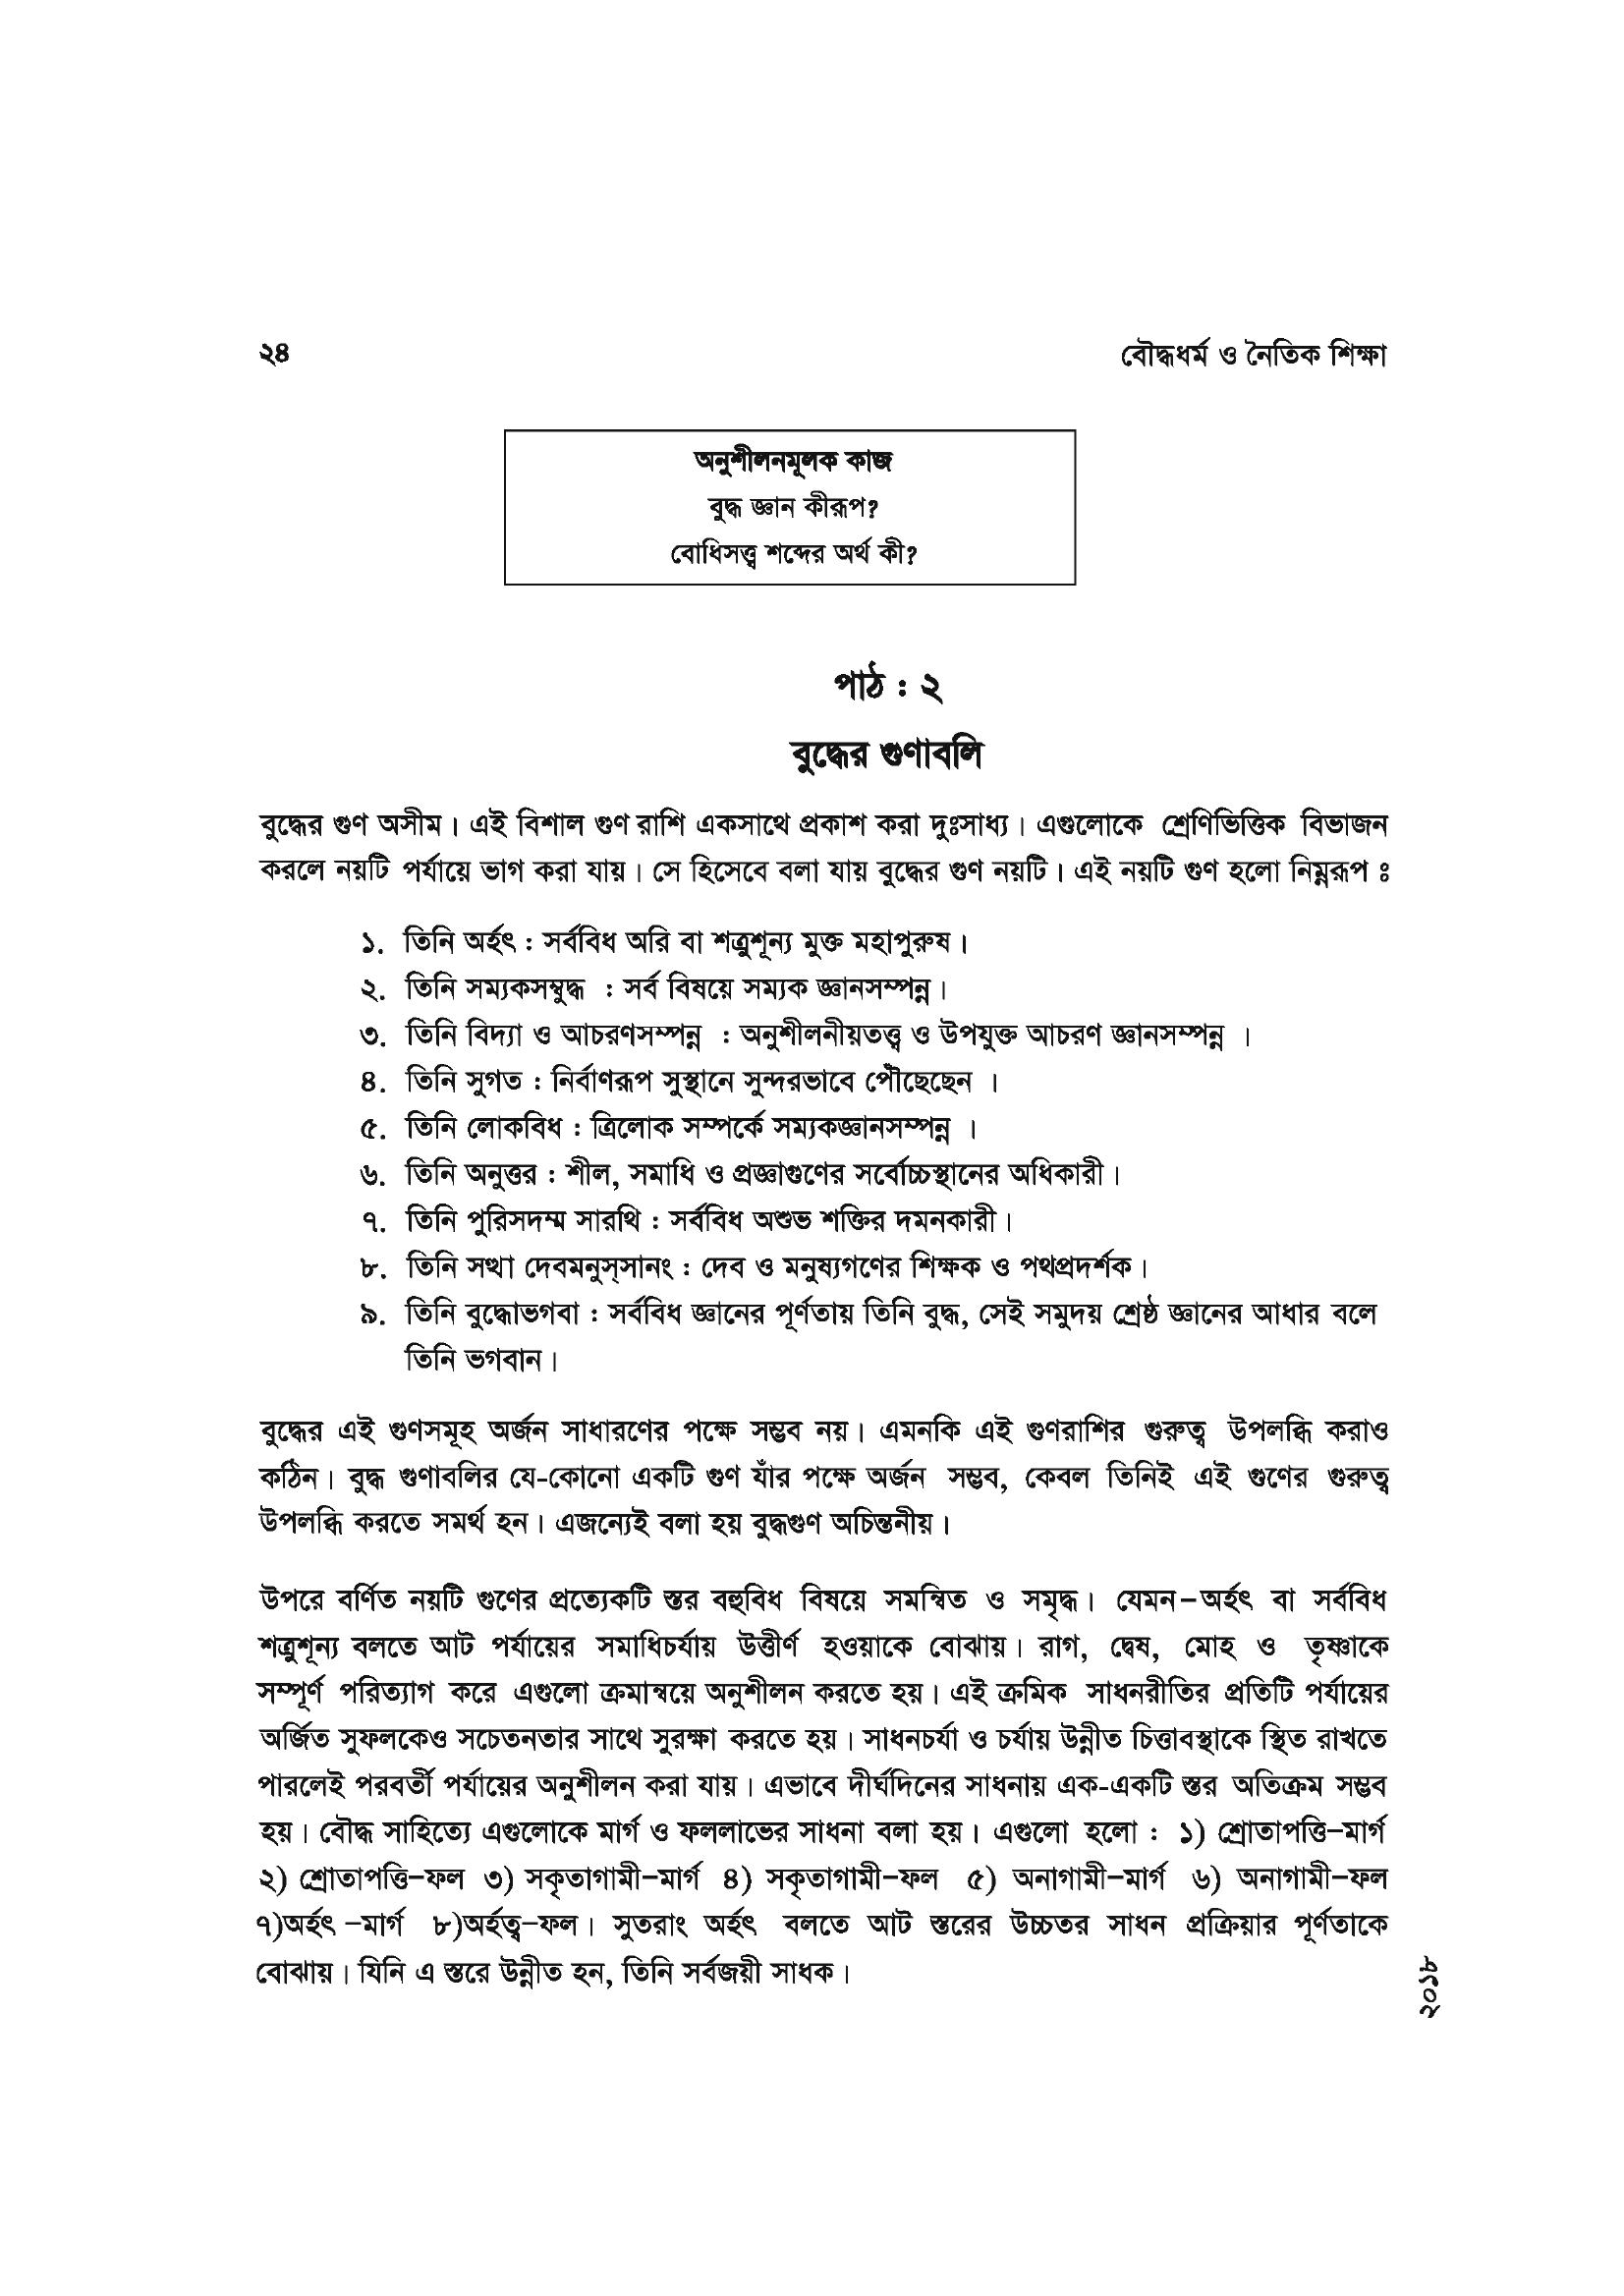 ২৪
বৌদ্ধধর্ম ও নৈতিক শিক্ষা
অনুশীলনমূলক কাজ
বুদ্ধ জ্ঞান কীরূপ?
বোধিসত্ত্ব শব্দের অর্থ কী?
পাঠ : ২
বুদ্ধের গুণাবলি
বুদ্ধের গুণ অসীম। এই বিশাল গুণ রাশি একসাথে প্রকাশ করা দুঃসাধ্য। এগুলোকে শ্রেণিভিত্তিক বিভাজন
করলে নয়টি পর্যায়ে ভাগ করা যায়। সে হিসেবে বলা যায় বুদ্ধের গুণ নয়টি। এই নয়টি গুণ হলো নিম্নরূপ ঃ
১. তিনি অর্হৎ : সর্ববিধ অরি বা শত্রুশূন্য মুক্ত মহাপুরুষ।
২. তিনি সম্যকসম্বুদ্ধ : সর্ব বিষয়ে সম্যক জ্ঞানসম্পন্ন।
৩. তিনি বিদ্যা ও আচরণসম্পন্ন : অনুশীলনীয়তত্ত্ব ও উপযুক্ত আচরণ জ্ঞানসম্পন্ন ।
৪. তিনি সুগত : নির্বাণরূপ সুস্থানে সুন্দরভাবে পৌঁছেছেন ।
৫. তিনি লোকবিধ : ত্রিলোক সম্পর্কে সম্যকজ্ঞানসম্পন্ন ।
৬. তিনি অনুত্তর : শীল, সমাধি ও প্রজ্ঞাগুণের সর্বোচ্চস্থানের অধিকারী।
৭. তিনি পুরিসদম্ম সারথি : সর্ববিধ অশুভ শক্তির দমনকারী।
৮. তিনি সত্থা দেবমনুস্সানং : দেব ও মনুষ্যগণের শিক্ষক ও পথপ্রদর্শক।
৯. তিনি বুদ্ধোভগবা : সর্ববিধ জ্ঞানের পূর্ণতায় তিনি বুদ্ধ, সেই সমুদয় শ্রেষ্ঠ জ্ঞানের আধার বলে
তিনি ভগবান।
বুদ্ধের এই গুণসমূহ অর্জন সাধারণের পক্ষে সম্ভব নয়। এমনকি এই গুণরাশির গুরুত্ব উপলব্ধি করাও
কঠিন। বুদ্ধ গুণাবলির যে-কোনো একটি গুণ যাঁর পক্ষে অর্জন সম্ভব, কেবল তিনিই এই গুণের গুরুত্ব
উপলব্ধি করতে সমর্থ হন। এজন্যেই বলা হয় বুদ্ধগুণ অচিন্তনীয়।
উপরে বর্ণিত নয়টি গুণের প্রত্যেকটি স্তর বহুবিধ বিষয়ে সমন্বিত ও সমৃদ্ধ। যেমন–অর্হৎ বা সর্ববিধ
শত্রুশূন্য বলতে আট পর্যায়ের সমাধিচর্যায় উত্তীর্ণ হওয়াকে বোঝায়। রাগ, দ্বেষ, মোহ ও তৃষ্ণাকে
সম্পূর্ণ পরিত্যাগ করে এগুলো ক্রমান্বয়ে অনুশীলন করতে হয়। এই ক্রমিক সাধনরীতির প্রতিটি পর্যায়ের
অর্জিত সুফলকেও সচেতনতার সাথে সুরক্ষা করতে হয়। সাধনচর্যা ও চর্যায় উন্নীত চিত্তাবস্থাকে স্থিত রাখতে
পারলেই পরবর্তী পর্যায়ের অনুশীলন করা যায়। এভাবে দীর্ঘদিনের সাধনায় এক-একটি স্তর অতিক্রম সম্ভব
হয়। বৌদ্ধ সাহিত্যে এগুলোকে মার্গ ও ফললাভের সাধনা বলা হয়। এগুলো হলো : ১) শ্রোতাপত্তি–মার্গ
২) শ্রোতাপত্তি–ফল ৩) সকৃতাগামী–মার্গ ৪) সকৃতাগামী–ফল ৫) অনাগামী–মার্গ ৬) অনাগামী–ফল
৭)অর্হৎ –মার্গ ৮)অর্হত্ব–ফল। সুতরাং অর্হৎ বলতে আট স্তরের উচ্চতর সাধন প্রক্রিয়ার পূর্ণতাকে
বোঝায়। যিনি এ স্তরে উন্নীত হন, তিনি সর্বজয়ী সাধক।
২০১৮